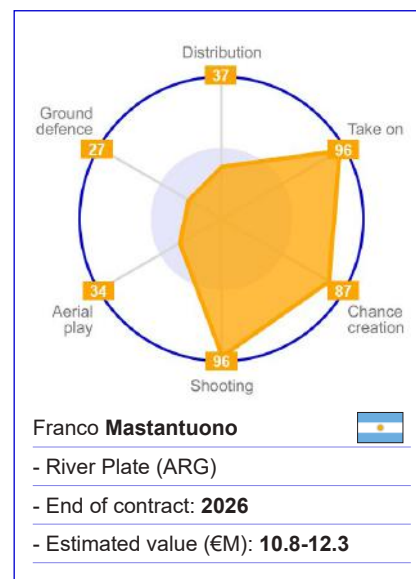 Distribution
37
Ground
defence
27
Take on
96
34
Aerial
play
87
Chance
creation
96
Shooting
Franco Mastantuono
- River Plate (ARG)
- End of contract: 2026
- Estimated value (€M): 10.8-12.3